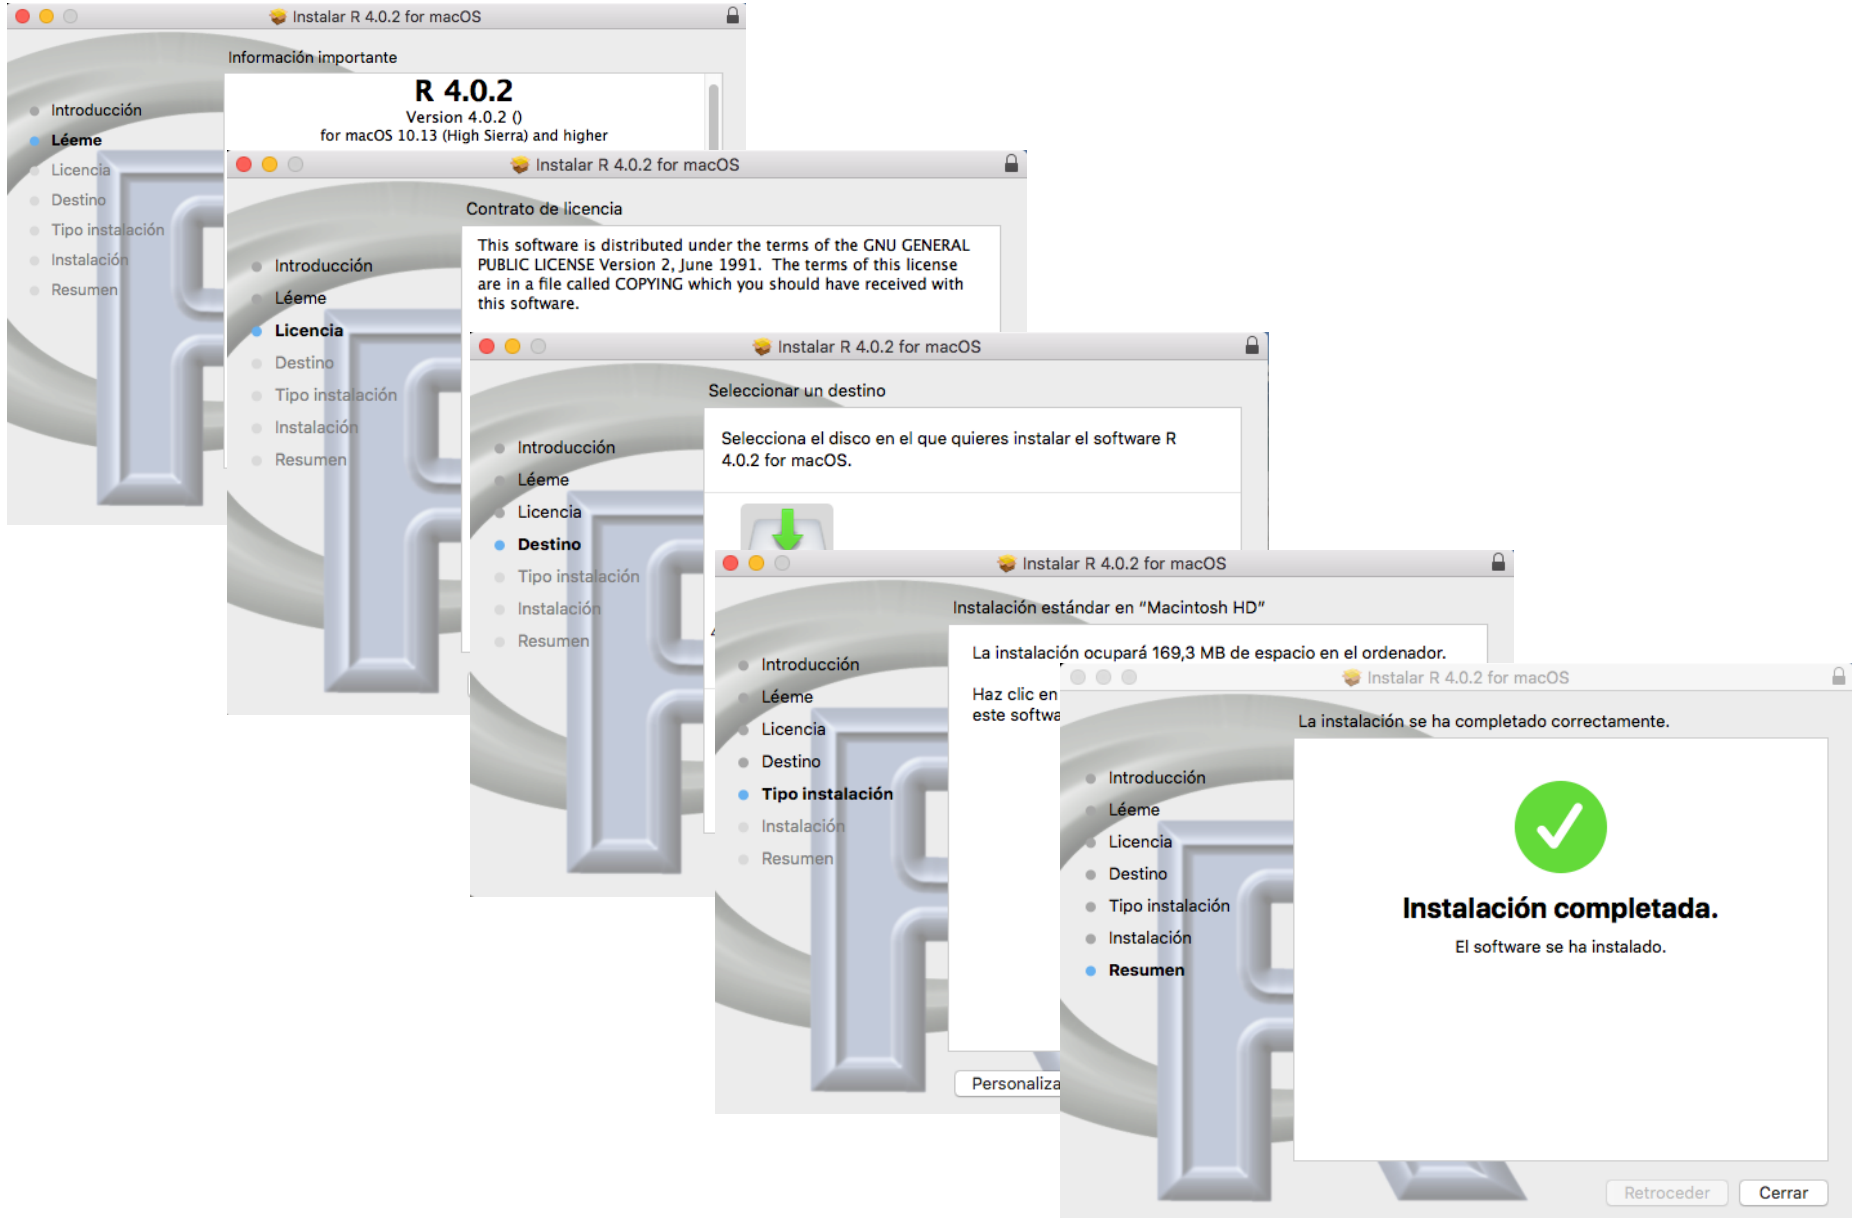 Instalar R 4.0.2 for macOS
Información importante
R 4.0.2
Version 4.0.2 ()
for macOS 10.13 (High Sierra) and higher
Introducción
Léeme
Licencia
Destino
Tipo instalación
Instalación
Resumen
Instalar R 4.0.2 for macOS
Contrato de licencia
This software is distributed under the terms of the GNU GENERAL
PUBLIC LICENSE Version 2, June 1991. The terms of this license
are in a file called COPYING which you should have received with
this software.
Introducción
Léeme
Licencia
Destino
Tipo instalación
Instalación
Resumen
Instalar R 4.0.2 for macOS
Seleccionar un destino
Selecciona el disco en el que quieres instalar el software R
4.0.2 for macOS.
Introducción
Léeme
Licencia
Destino
Tipo instalación
Instalación
Resumen
Instalar R 4.0.2 for macOS
Instalación estándar en “Macintosh HD”
La instalación ocupará 169,3 MB de espacio en el ordenador.
Haz clic en
este softwa
Introducción
Léeme
Licencia
Destino
Tipo instalación
Instalación
Resumen
Personaliza
Instalar R 4.0.2 for macOS
La instalación se ha completado correctamente.
Introducción
Léeme
Licencia
Destino
Tipo instalación
Instalación
Resumen
Instalación completada.
El software se ha instalado.
Retroceder
Cerrar